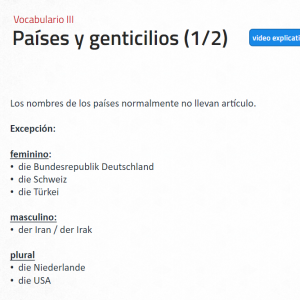 Vocabulario III
Países y genticilios (1/2)
video explicati
Los nombres de los países normalmente no llevan artículo.
Excepción:
feminino:
• die Bundesrepublik Deutschland
• die Schweiz
• die Türkei
masculino:
• der Iran / der Irak
plural
• die Niederlande
• die USA